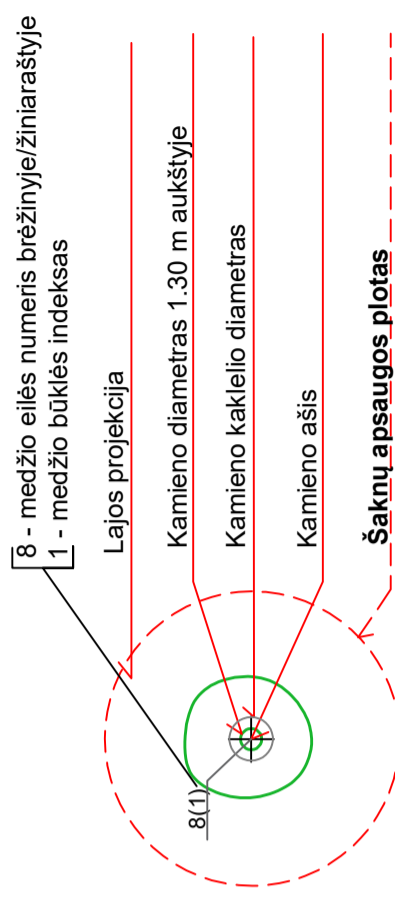 8 - medžio eilės numeris brėžinyje/žiniaraštyje
1 - medžio būklės indeksas
Lajos projekcija
Kamieno diametras 1.30 m aukštyje
Kamieno kaklelio diametras
Kamieno ašis
Šaknų apsaugos plotas
8(1)